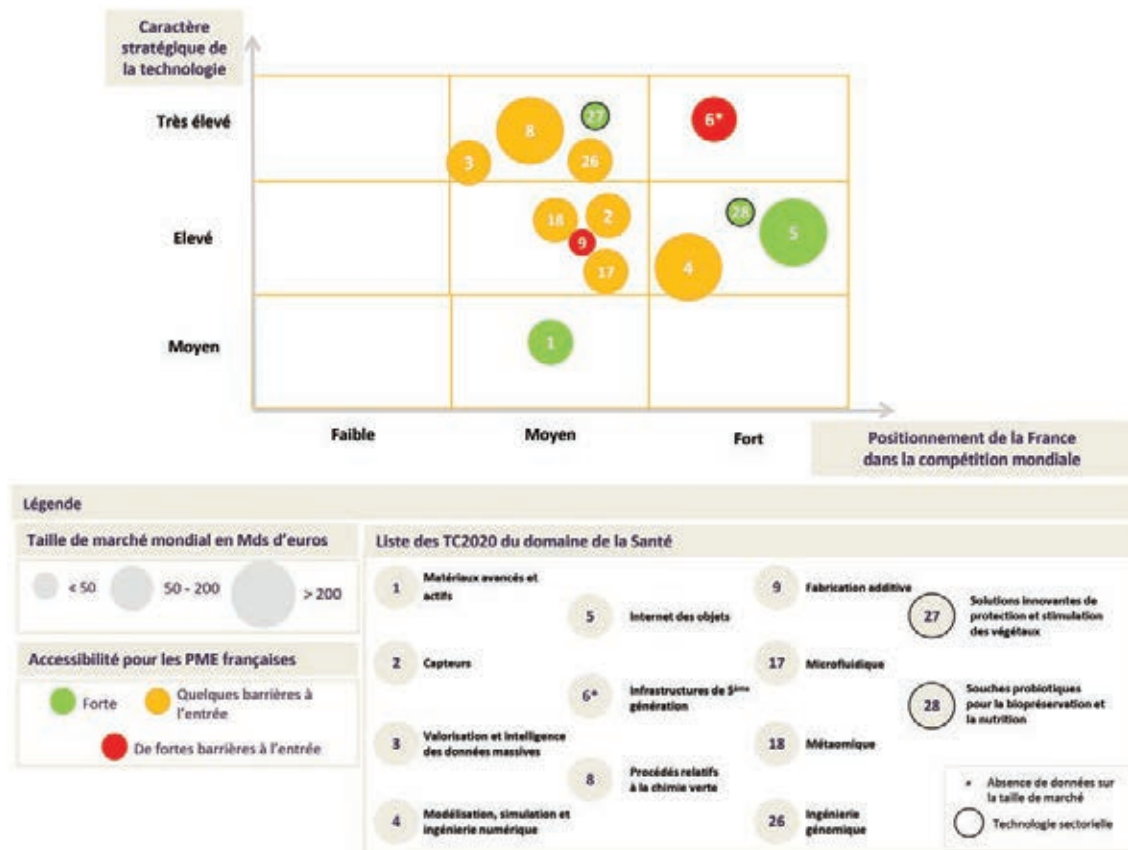 Caractère
stratégique de
la technologie
Très élevé
8
27
6*
3
26
Elevé
18
2
28
9
5
4
17
Moyen
1
Faible
Moyen
Fort
Positionnement de la France
dans la compétition mondiale
Légende
Taille de marché mondial en Mds d'euros
< 50
50 - 200
> 200
Accessibilité pour les PME françaises
Forte
Quelques barrières à
l'entrée
De fortes barrières à l'entrée
Liste des TC2020 du domaine de la Santé
1
Matériaux avancés et
actifs
2
Capteurs
3
Valorisation et Intelligence
des données massives
4
Modélisation, simulation et
ingénierie numérique
5
Internet des objets
6*
Infrastructures de 5ème
génération
8
Procédés relatifs
à la chimie verte
9
Fabrication additive
17
Microfluidique
18
Métaomique
26
Ingénierie
génomique
27
Solutions innovantes de
protection et stimulation
des végétaux
28
Souches probiotiques
pour la biopréservation et
la nutrition
* Absence de données sur
la taille de marché
Technologie sectorielle